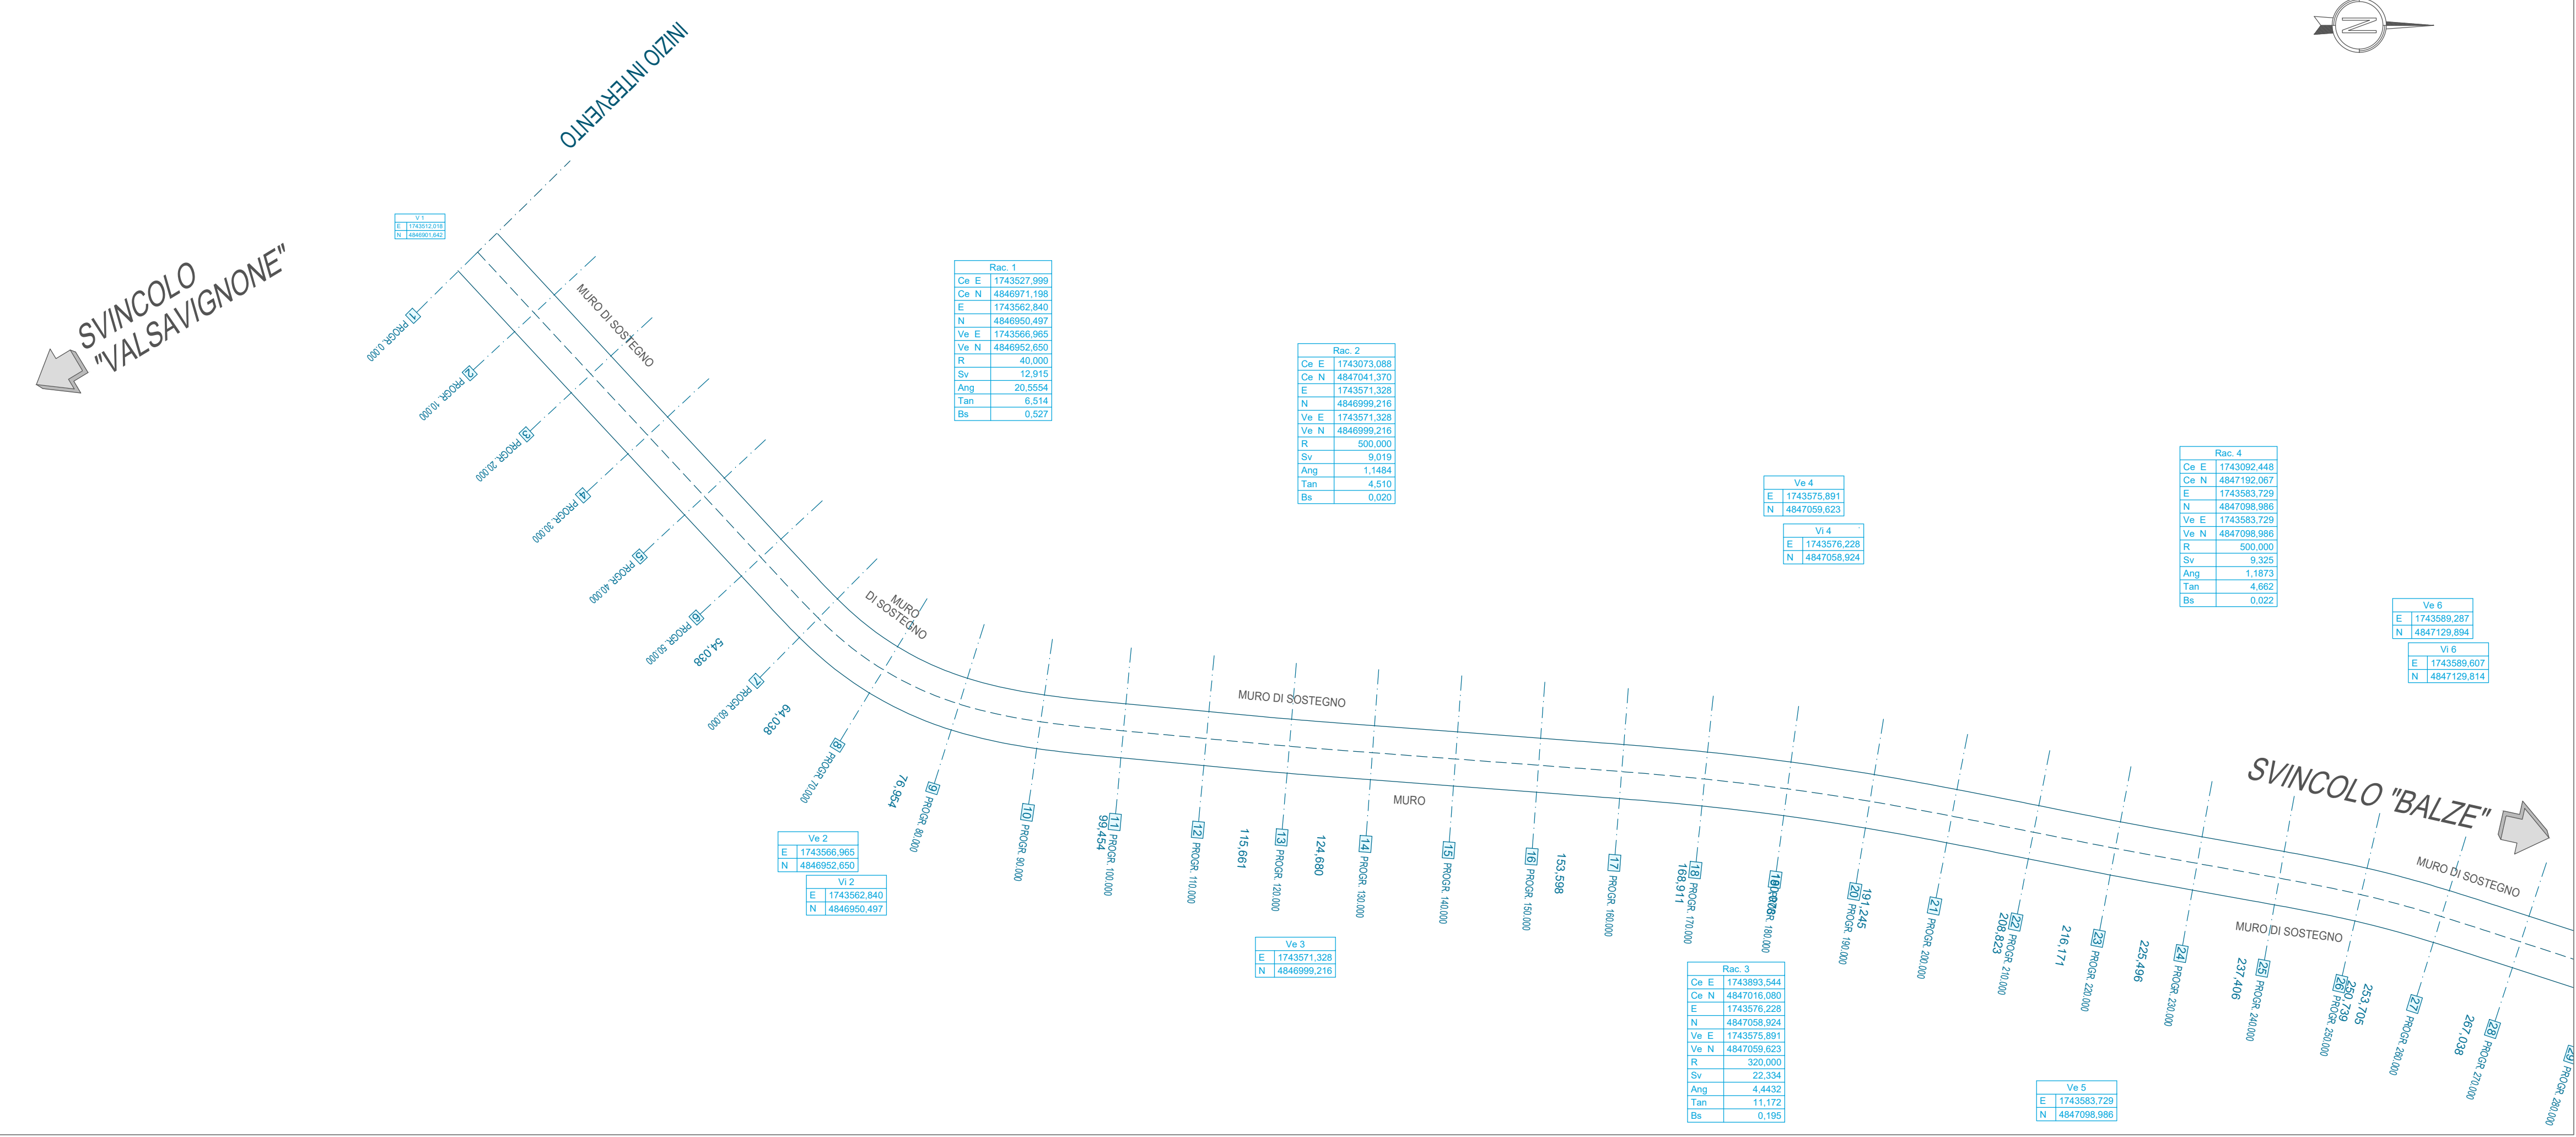 N
INIZIO INTERVENTO
SVINCOLO
"VALSAVIGNONE"
V 1
E 1743512,018
N 4846901,642
MURO DI SOSTEGNO
1 PROGR. 0.000
2 PROGR. 10.000
3 PROGR. 20.000
4 PROGR. 30.000
5 PROGR. 40.000
6 PROGR. 50.000
54,038
7 PROGR. 60.000
64,038
8 PROGR. 70.000
76,954
9 PROGR. 80.000
10 PROGR. 90.000
99,454
11 PROGR. 100.000
12 PROGR. 110.000
115,661
13 PROGR. 120.000
124,680
14 PROGR. 130.000
15 PROGR. 140.000
16 PROGR. 150.000
153,598
17 PROGR. 160.000
168,911
18 PROGR. 170.000
PROGR. 180.000
20 PROGR. 190.000
191,245
21 PROGR. 200.000
208,823
22 PROGR. 210.000
216,171
23 PROGR. 220.000
225,496
24 PROGR. 230.000
237,406
25 PROGR. 240.000
26 PROGR. 250.000
250,739
253,705
27 PROGR. 260.000
267,038
28 PROGR. 270.000
29 PROGR. 280.000
MURO
DI SOSTEGNO
MURO DI SOSTEGNO
MURO
MURO DI SOSTEGNO
MURO DI SOSTEGNO
SVINCOLO "BALZE"
Rac. 1
Ce E 1743527,999
Ce N 4846971,198
E 1743562,840
N 4846950,497
Ve E 1743566,965
Ve N 4846952,650
R 40,000
Sv 12,915
Ang 20,5554
Tan 6,514
Bs 0,527
Rac. 2
Ce E 1743073,088
Ce N 4847041,370
E 1743571,328
N 4846999,216
Ve E 1743571,328
Ve N 4846999,216
R 500,000
Sv 9,019
Ang 1,1484
Tan 4,510
Bs 0,020
Ve 4
E 1743575,891
N 4847059,623
Vi 4
E 1743576,228
N 4847058,924
Rac. 4
Ce E 1743092,448
Ce N 4847192,067
E 1743583,729
N 4847098,986
Ve E 1743583,729
Ve N 4847098,986
R 500,000
Sv 9,325
Ang 1,1873
Tan 4,662
Bs 0,022
Ve 6
E 1743589,287
N 4847129,894
Vi 6
E 1743589,607
N 4847129,814
Ve 2
E 1743566,965
N 4846952,650
Vi 2
E 1743562,840
N 4846950,497
Ve 3
E 1743571,328
N 4846999,216
Rac. 3
Ce E 1743893,544
Ce N 4847016,080
E 1743576,228
N 4847058,924
Ve E 1743575,891
Ve N 4847059,623
R 320,000
Sv 22,334
Ang 4,4432
Tan 11,172
Bs 0,195
Ve 5
E 1743583,729
N 4847098,986